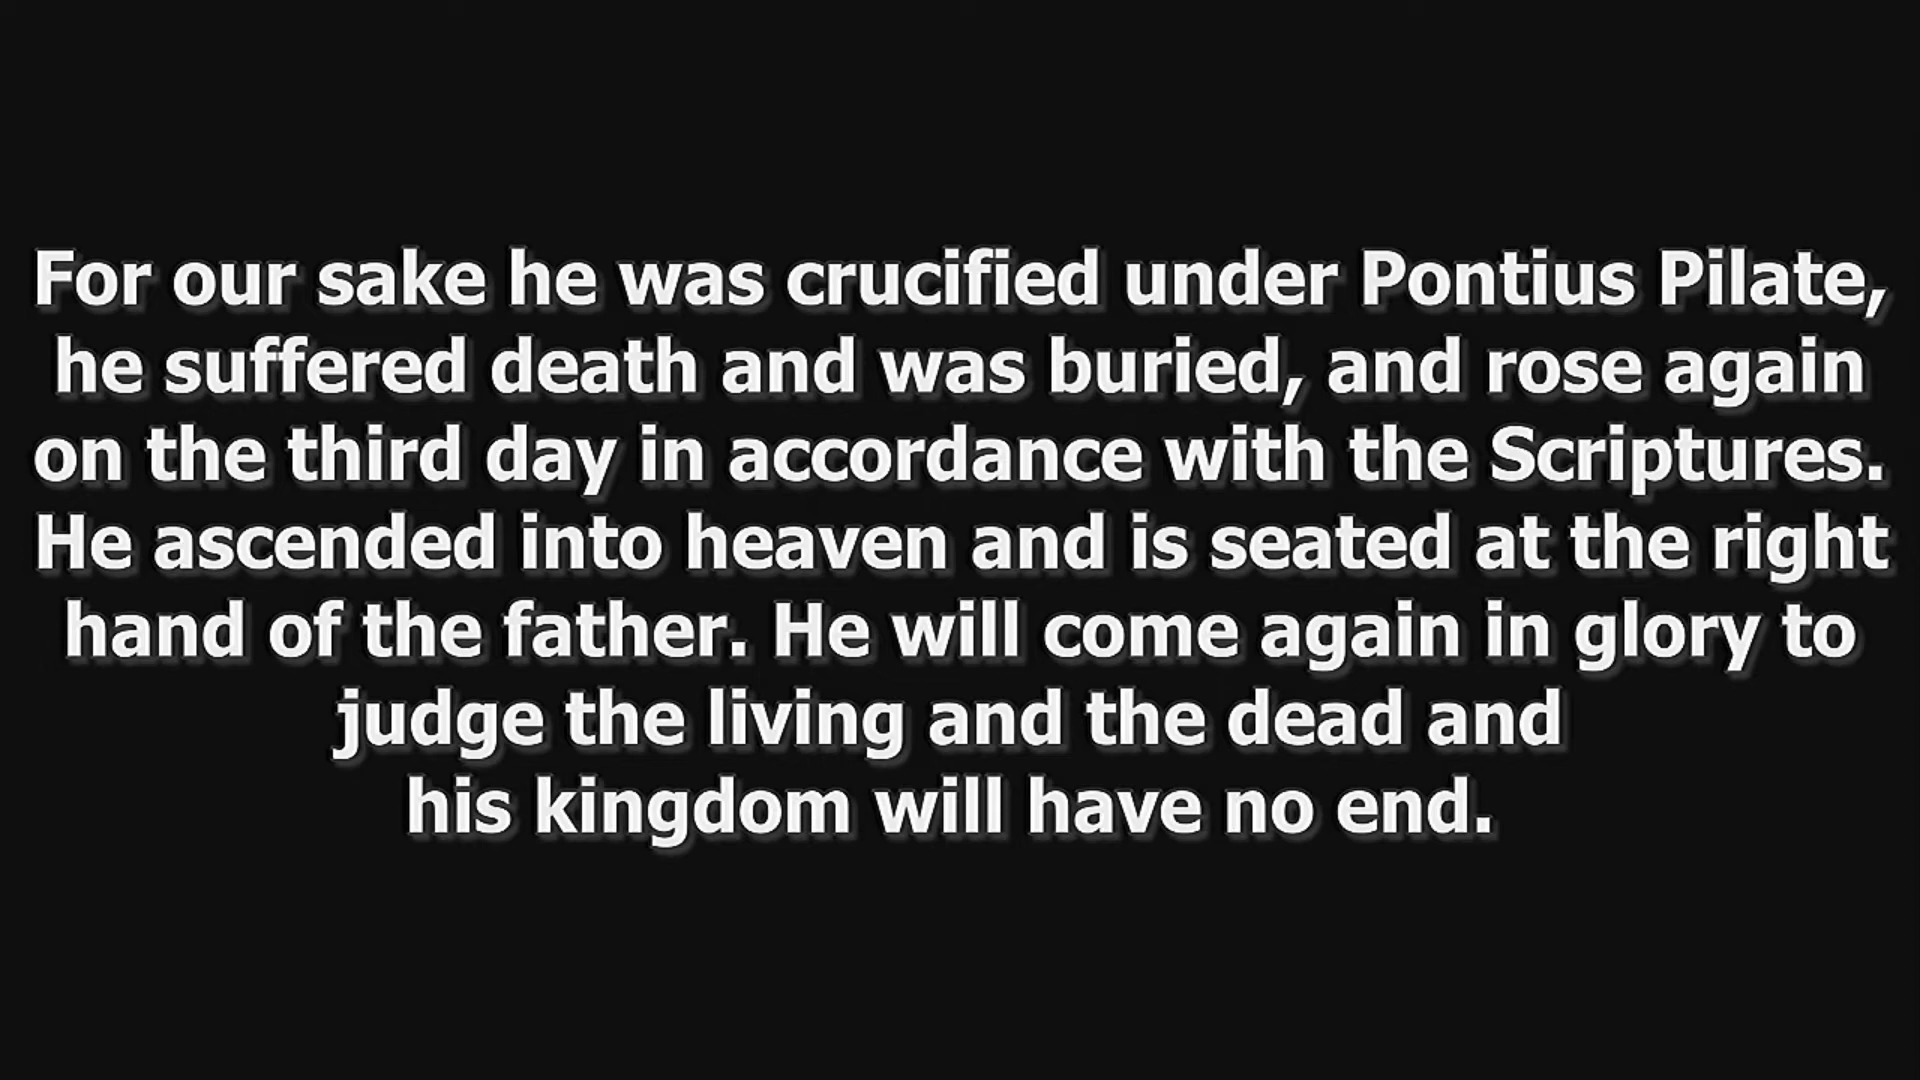 For our sake he was crucified under Pontius Pilate,
he suffered death and was buried, and rose again
on the third day in accordance with the Scriptures.
He ascended into heaven and is seated at the right
hand of the father. He will come again in glory to
judge the living and the dead and
his kingdom will have no end.